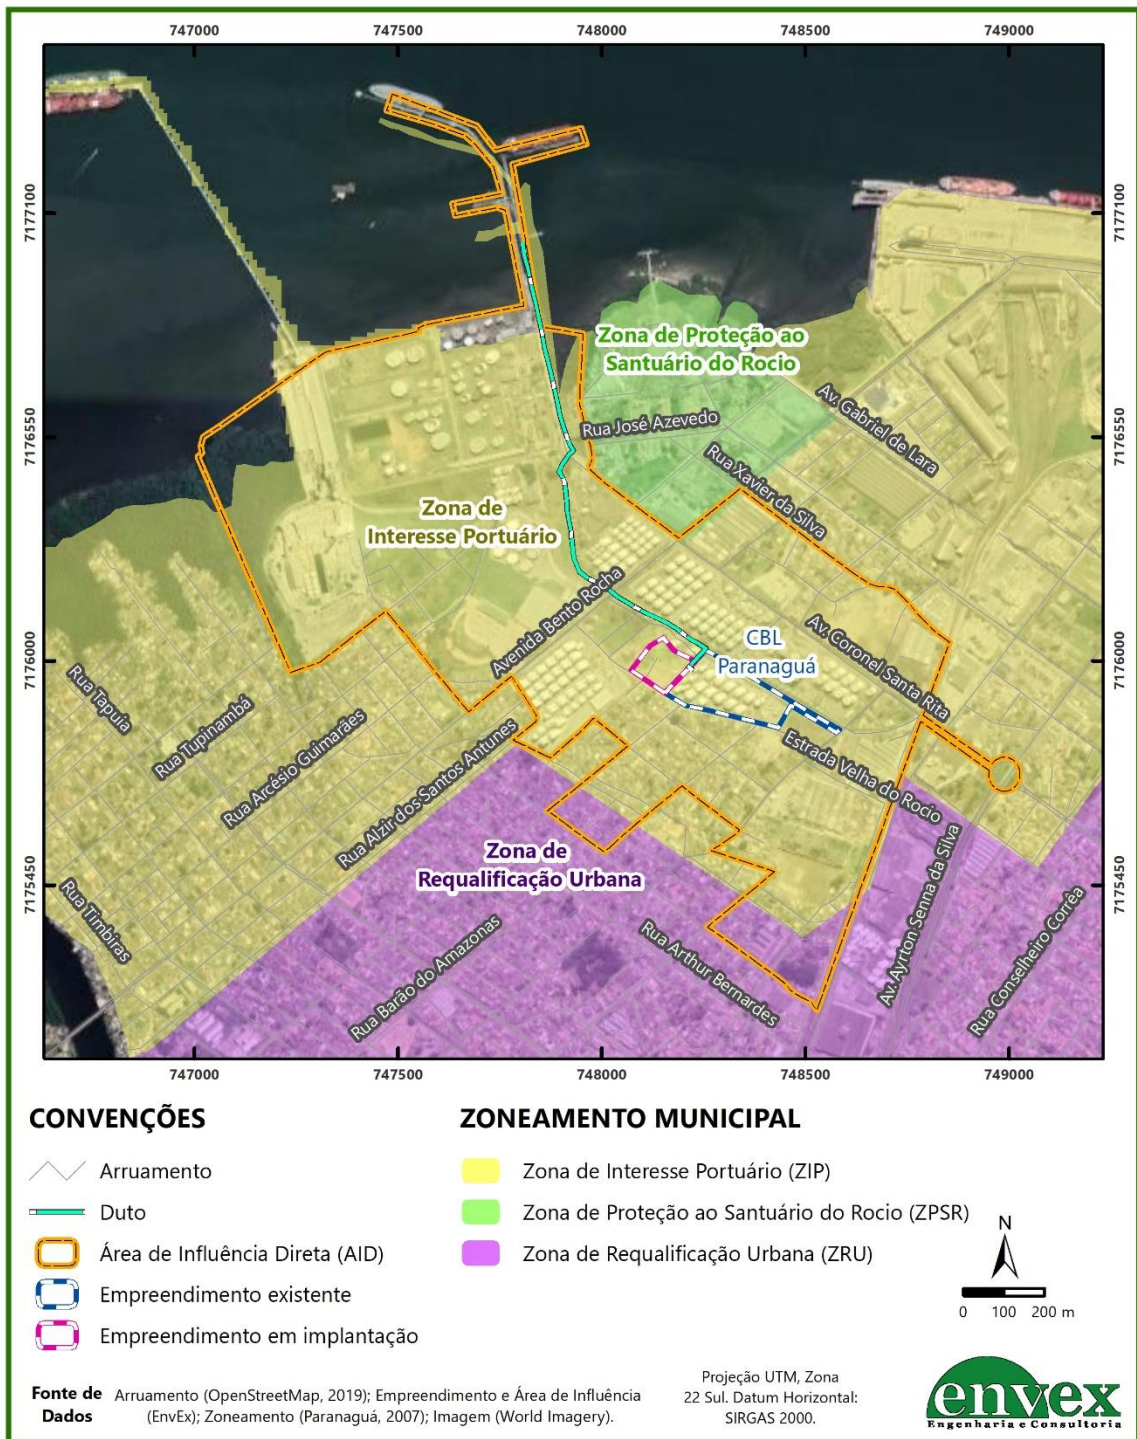 747000 747500 748000 748500 749000
7177100
7177100
Zona de Proteção ao
Santuário do Rocio
Av. Gabriel de Lara
Rua José Azevedo
7176550
7176550
Rua Xavier da Silva
Zona de
Interesse Portuário
Avenida Bento Rocha
CBL
Paranaguá
Av. Coronel Santa Rita
7176000
7176000
Rua Tapuía
Rua Tupinambá
Rua Arcésio Guimarães
Rua Alzir dos Santos Antunes
Estrada Velha do Rocio
Zona de
Requalificação Urbana
7175450
7175450
Rua Timbiras
Rua Barão do Amazonas
Rua Arthur Bernardes
Av. Ayrton Senna da Silva
Rua Conselheiro Corrêa
747000 747500 748000 748500 749000
CONVENÇÕES
Arruamento
Duto
Área de Influência Direta (AID)
Empreendimento existente
Empreendimento em implantação
ZONEAMENTO MUNICIPAL
Zona de Interesse Portuário (ZIP)
Zona de Proteção ao Santuário do Rocio (ZPSR)
Zona de Requalificação Urbana (ZRU)
N
0 100 200 m
Fonte de
Dados
Arruamento (OpenStreetMap, 2019); Empreendimento e Área de Influência
(EnvEx); Zoneamento (Paranaguá, 2007); Imagem (World Imagery).
Projeção UTM, Zona
22 Sul. Datum Horizontal:
SIRGAS 2000.
envex
Engenharia e Consultoria